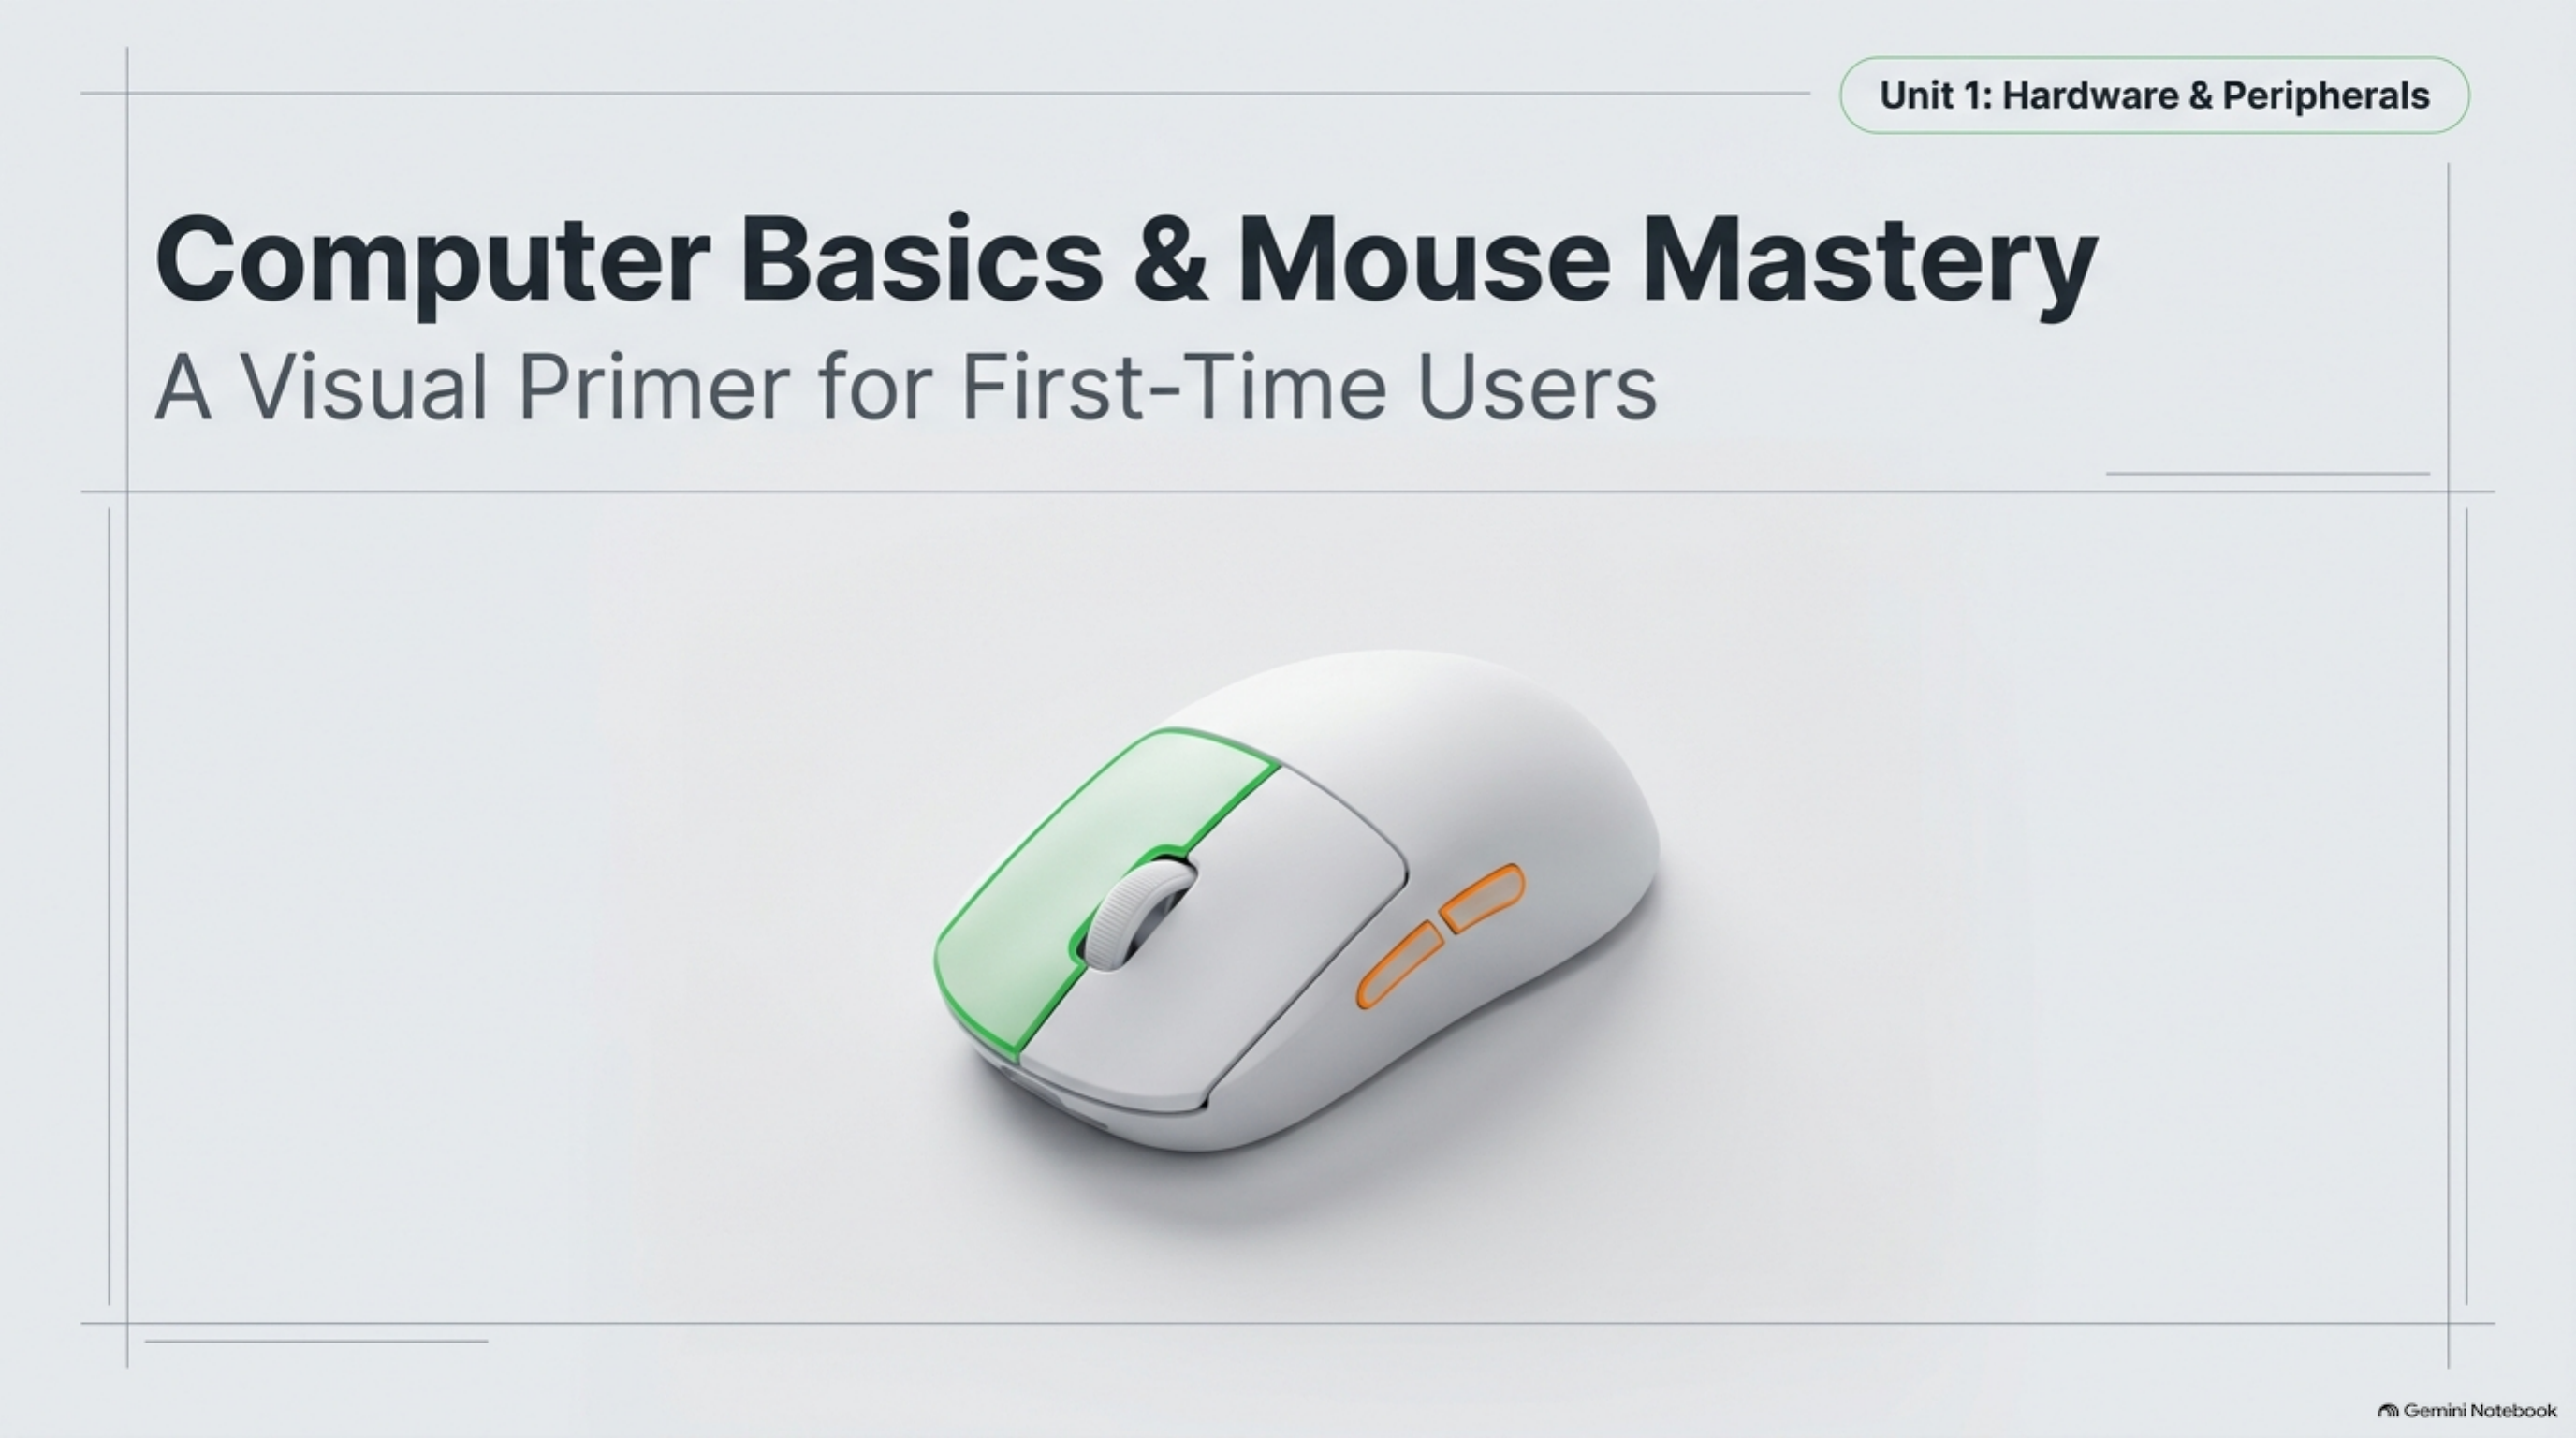 Unit 1: Hardware & Peripherals
Computer Basics & Mouse Mastery
A Visual Primer for First-Time Users
Gemini Notebook